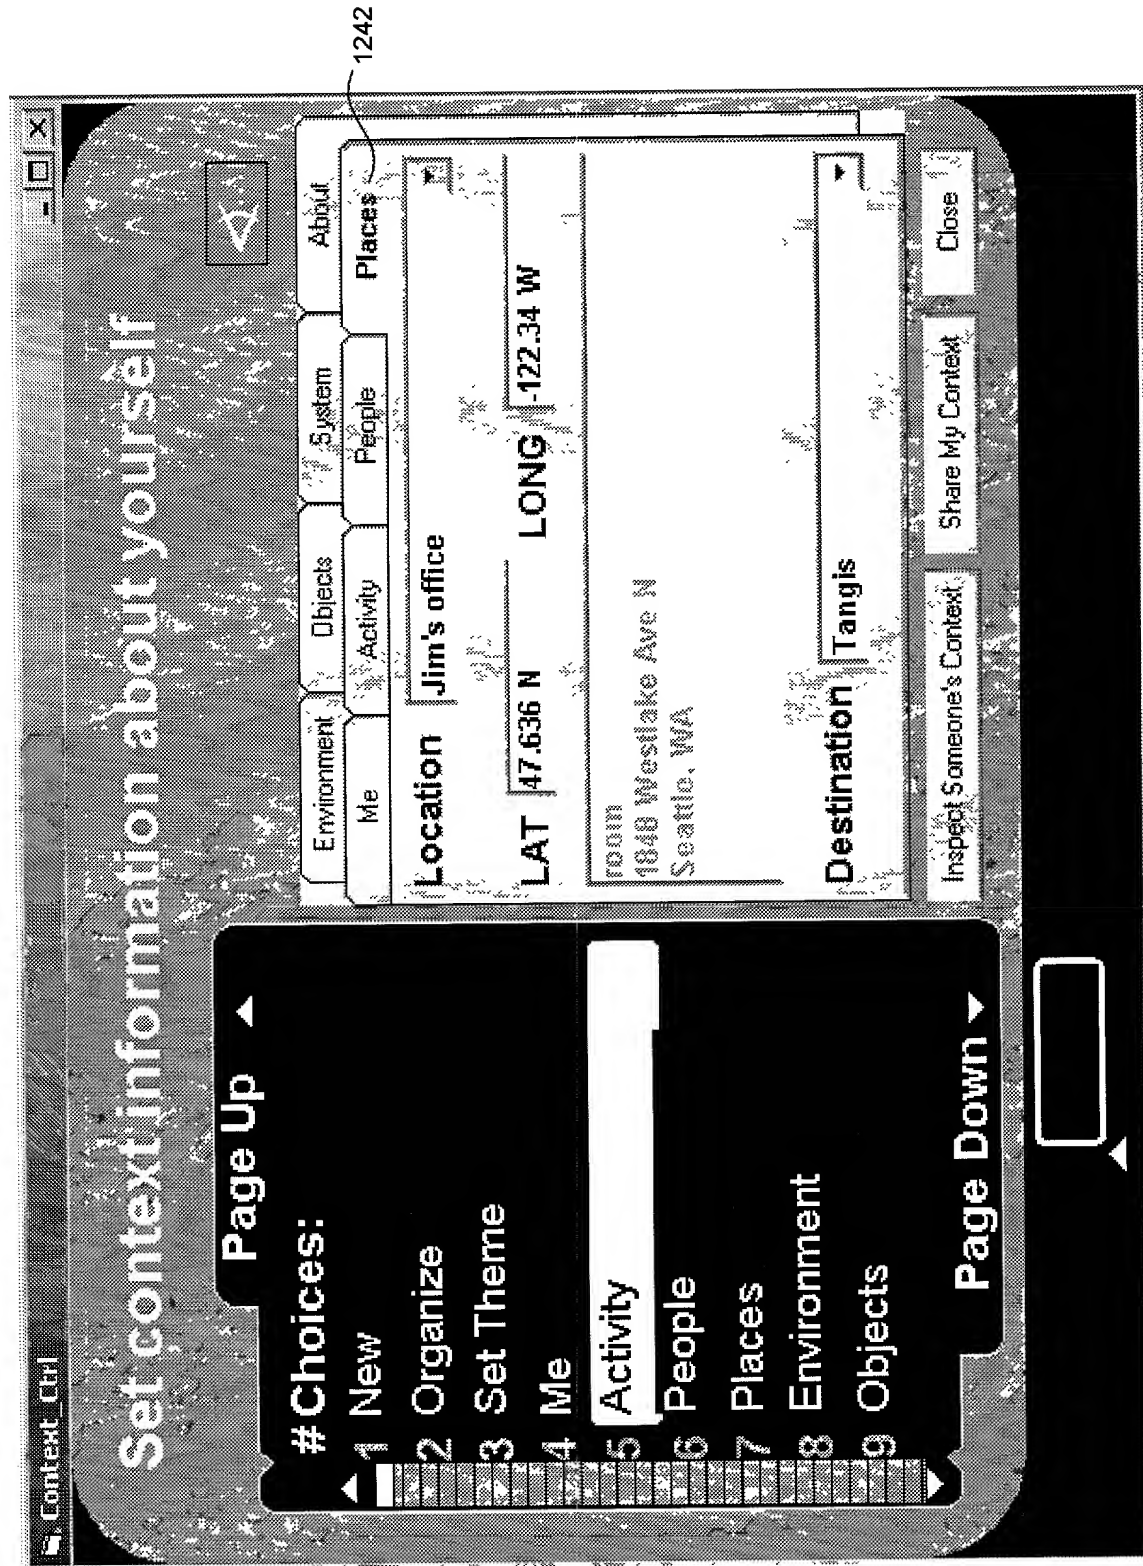 Context_Ctrl
Set context information about yourself
Page Up
#Choices:
1 New
2 Organize
3 Set Theme
4 Me
5 Activity
6 People
7 Places
8 Environment
9 Objects
Page Down
Environment Objects System About
Me Activity People Places
1242
Location Jim's office
LAT 47.636 N LONG -122.34 W
room
1848 Westlake Ave N
Seattle, WA
Destination Tangis
Inspect Someone's Context Share My Context Close